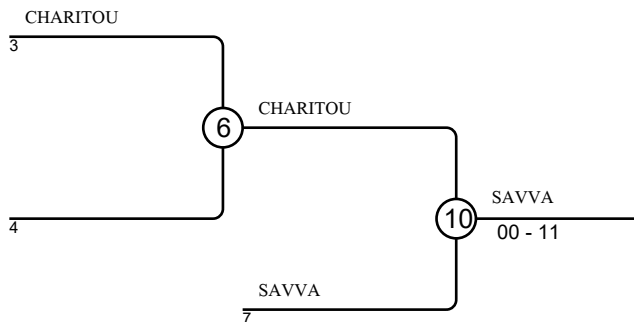 CHARITOU
3
CHARITOU
6
SAVVA
10
00 - 11
4
SAVVA
7